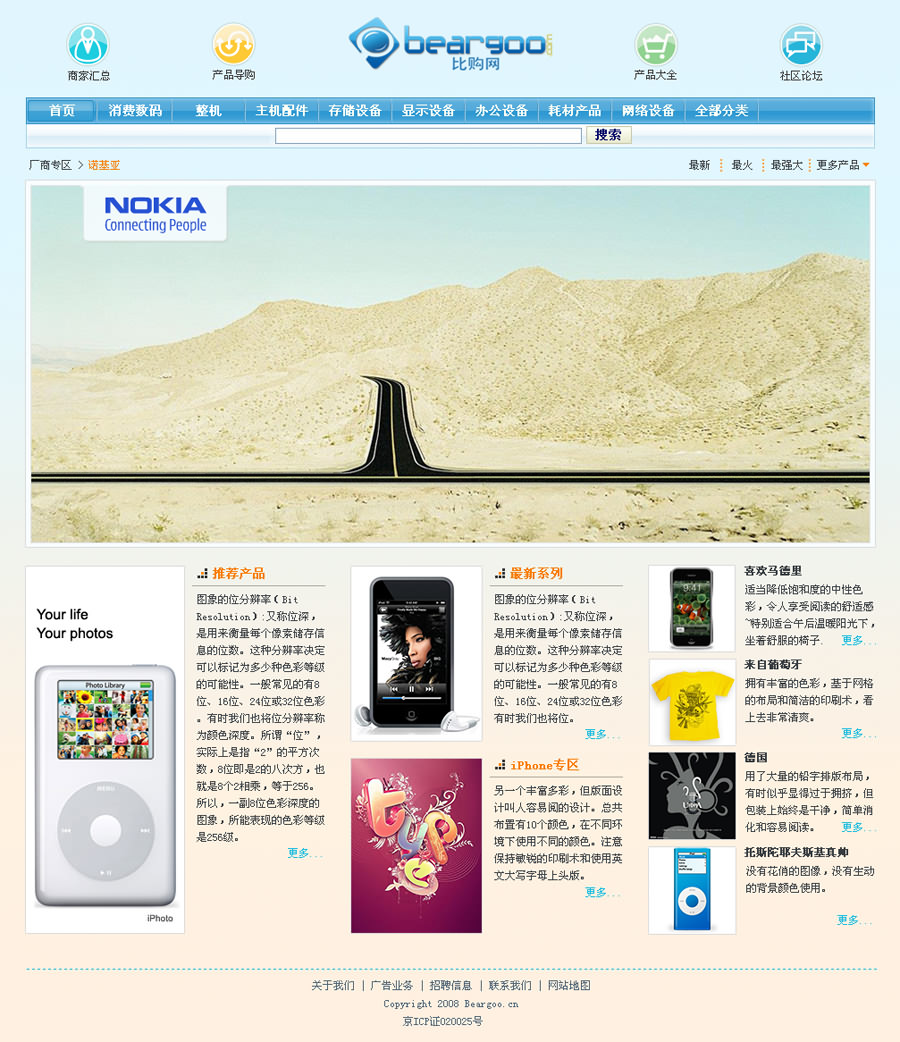 商家汇总
产品导购
beargoo.com
比购网
产品大全
社区论坛
首页 消费数码 整机 主机配件 存储设备 显示设备 办公设备 耗材产品 网络设备 全部分类
搜索
厂商专区 > 诺基亚
最新 最火 最强大 更多产品
NOKIA
Connecting People
Your life
Your photos
Photo Library
MENU
iPhoto
推荐产品
图象的位分辨率(Bit
Resolution):又称位深,
是用来衡量每个像素储存信
息的位数。这种分辨率决定
可以标记为多少种色彩等级
的可能性。一般常见的有8
位、16位、24位或32位色彩
。有时我们也将位分辨率称
为颜色深度。所谓“位”,
实际上是指“2”的平方次
数,8位即是2的八次方,也
就是8个2相乘,等于256。
所以,一副8位色彩深度的
图象,所能表现的色彩等级
是256级。
更多...
最新系列
图象的位分辨率(Bit
Resolution):又称位深,
是用来衡量每个像素储存信
息的位数。这种分辨率决定
可以标记为多少种色彩等级
的可能性。一般常见的有8
位、16位、24位或32位色彩
有时我们也将位。
更多...
type
iPhone专区
另一个丰富多彩,但版面设
计叫人容易阅的设计。总共
布置有10个颜色,在不同环
境下使用不同的颜色。注意
保持敏锐的印刷术和使用英
文大写字母上头版。
更多...
9:41
喜欢马德里
适当降低饱和度的中性色
彩,令人享受阅读的舒适感
~特别适合午后温暖阳光下,
坐着舒服的椅子. 更多...
来自葡萄牙
拥有丰富的色彩,基于网格
的布局和简洁的印刷术,看
上去非常清爽。
更多...
德国
用了大量的铅字排版布局,
有时似乎显得过于拥挤,但
包装上始终是干净,简单消
化和容易阅读。 更多...
托斯陀耶夫斯基真帅
没有花俏的图像,没有生动
的背景颜色使用。
更多...
关于我们 | 广告业务 | 招聘信息 | 联系我们 | 网站地图
Copyright 2008 Beargoo.cn
京ICP证020025号